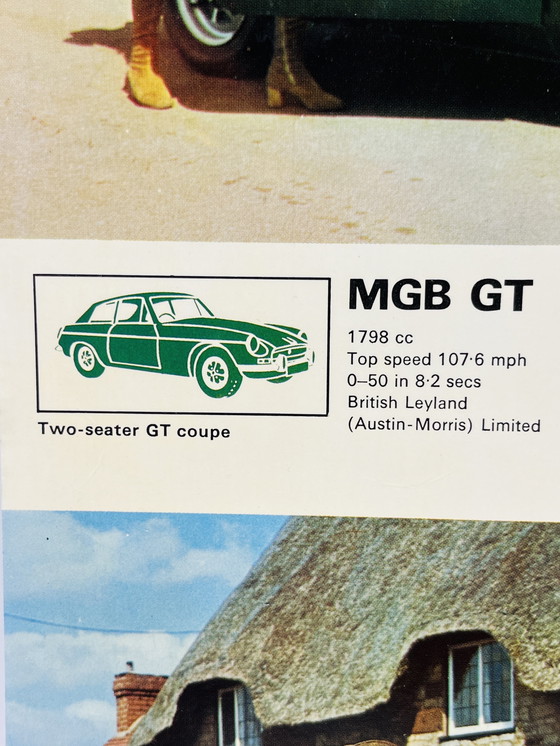 MGB GT
1798 cc
Top speed 107·6 mph
0–50 in 8·2 secs
British Leyland
(Austin-Morris) Limited
Two-seater GT coupe